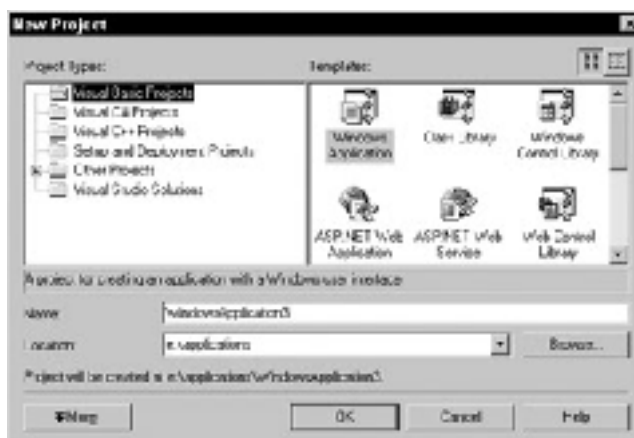 New Project
Project Types:
Templates:
Visual Basic Projects
Visual C# Projects
Visual C++ Projects
Setup and Deployment Projects
Other Projects
Visual Studio Solutions
Windows Application
Class Library
Windows Control Library
ASP.NET Web Application
ASP.NET Web Service
Web Control Library
A project for creating an application with a Windows user interface
Name:
WindowsApplication3
Location:
e:\applications
Browse...
Project will be created at e:\applications\WindowsApplication3.
More
OK
Cancel
Help